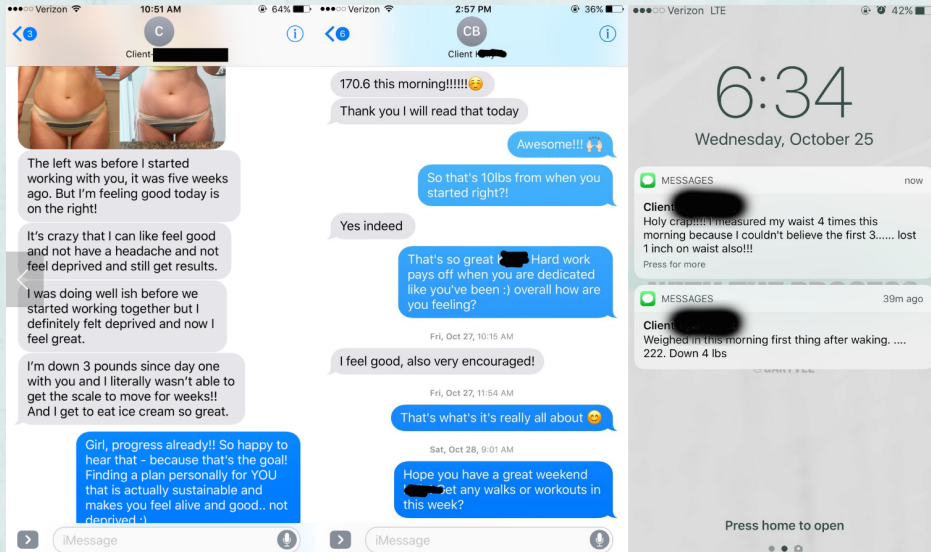 Verizon
10:51 AM
64%
3
C
Client-
The left was before I started
working with you, it was five weeks
ago. But I'm feeling good today is
on the right!
It's crazy that I can like feel good
and not have a headache and not
feel deprived and still get results.
I was doing well ish before we
started working together but I
definitely felt deprived and now I
feel great.
I'm down 3 pounds since day one
with you and I literally wasn't able to
get the scale to move for weeks!!
And I get to eat ice cream so great.
Girl, progress already!! So happy to
hear that - because that's the goal!
Finding a plan personally for YOU
that is actually sustainable and
makes you feel alive and good.. not
deprived :)
iMessage
Verizon
2:57 PM
36%
6
CB
Client
170.6 this morning!!!!!!😊
Thank you I will read that today
Awesome!!! 🙌🏻
So that's 10lbs from when you
started right?!
Yes indeed
That's so great Hard work
pays off when you are dedicated
like you've been :) overall how are
you feeling?
Fri, Oct 27, 10:15 AM
I feel good, also very encouraged!
Fri, Oct 27, 11:54 AM
That's what's it's really all about 😊
Sat, Oct 28, 9:01 AM
Hope you have a great weekend
Get any walks or workouts in
this week?
iMessage
Verizon LTE
42%
6:34
Wednesday, October 25
MESSAGES
now
Client
Holy crap!!!! I measured my waist 4 times this
morning because I couldn't believe the first 3...... lost
1 inch on waist also!!!
Press for more
MESSAGES
39m ago
Client
Weighed in this morning first thing after waking. ....
222. Down 4 lbs
Press home to open